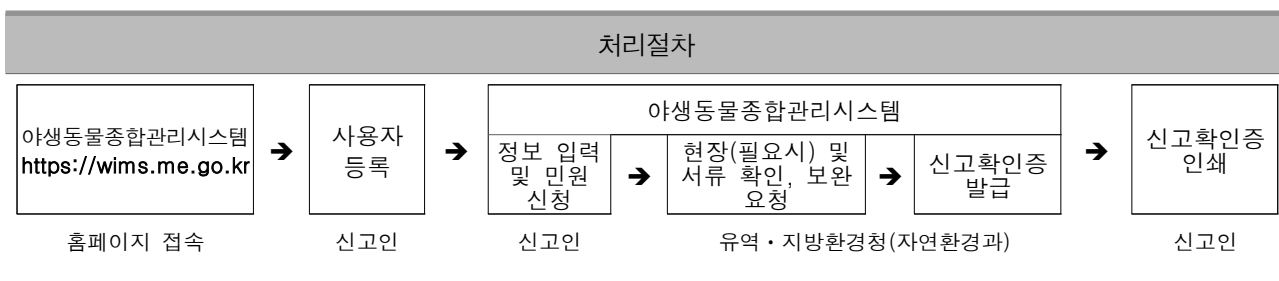 처리절차
야생동물종합관리시스템
https://wims.me.go.kr
➔
사용자
등록
➔
야생동물종합관리시스템
정보 입력
및 민원
신청
➔
현장(필요시) 및
서류 확인, 보완
요청
➔
신고확인증
발급
➔
신고확인증
인쇄
홈페이지 접속
신고인
신고인
유역・지방환경청(자연환경과)
신고인